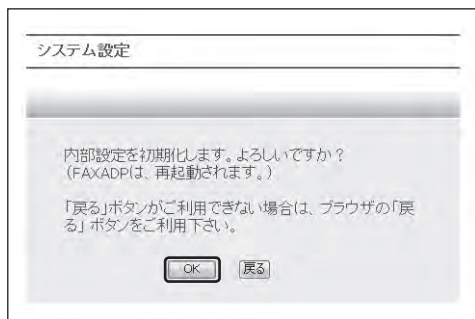 システム設定
内部設定を初期化します。よろしいですか？
（FAXADPは、再起動されます。）
「戻る」ボタンがご利用できない場合は、ブラウザの「戻
る」ボタンをご利用下さい。
OK 戻る